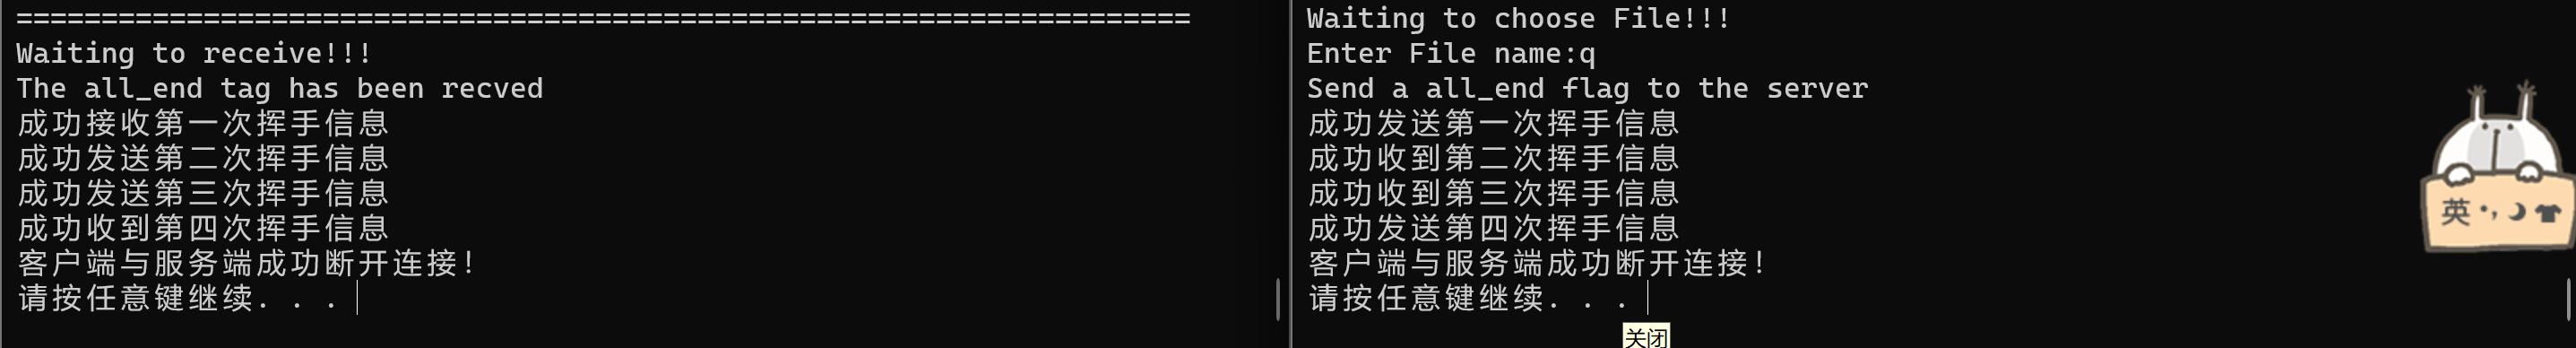 ======================================================================
Waiting to receive!!!
The all_end tag has been recved
成功接收第一次挥手信息
成功发送第二次挥手信息
成功发送第三次挥手信息
成功收到第四次挥手信息
客户端与服务端成功断开连接!
请按任意键继续. . .
Waiting to choose File!!!
Enter File name:q
Send a all_end flag to the server
成功发送第一次挥手信息
成功收到第二次挥手信息
成功收到第三次挥手信息
成功发送第四次挥手信息
客户端与服务端成功断开连接!
请按任意键继续. . .
关闭
英